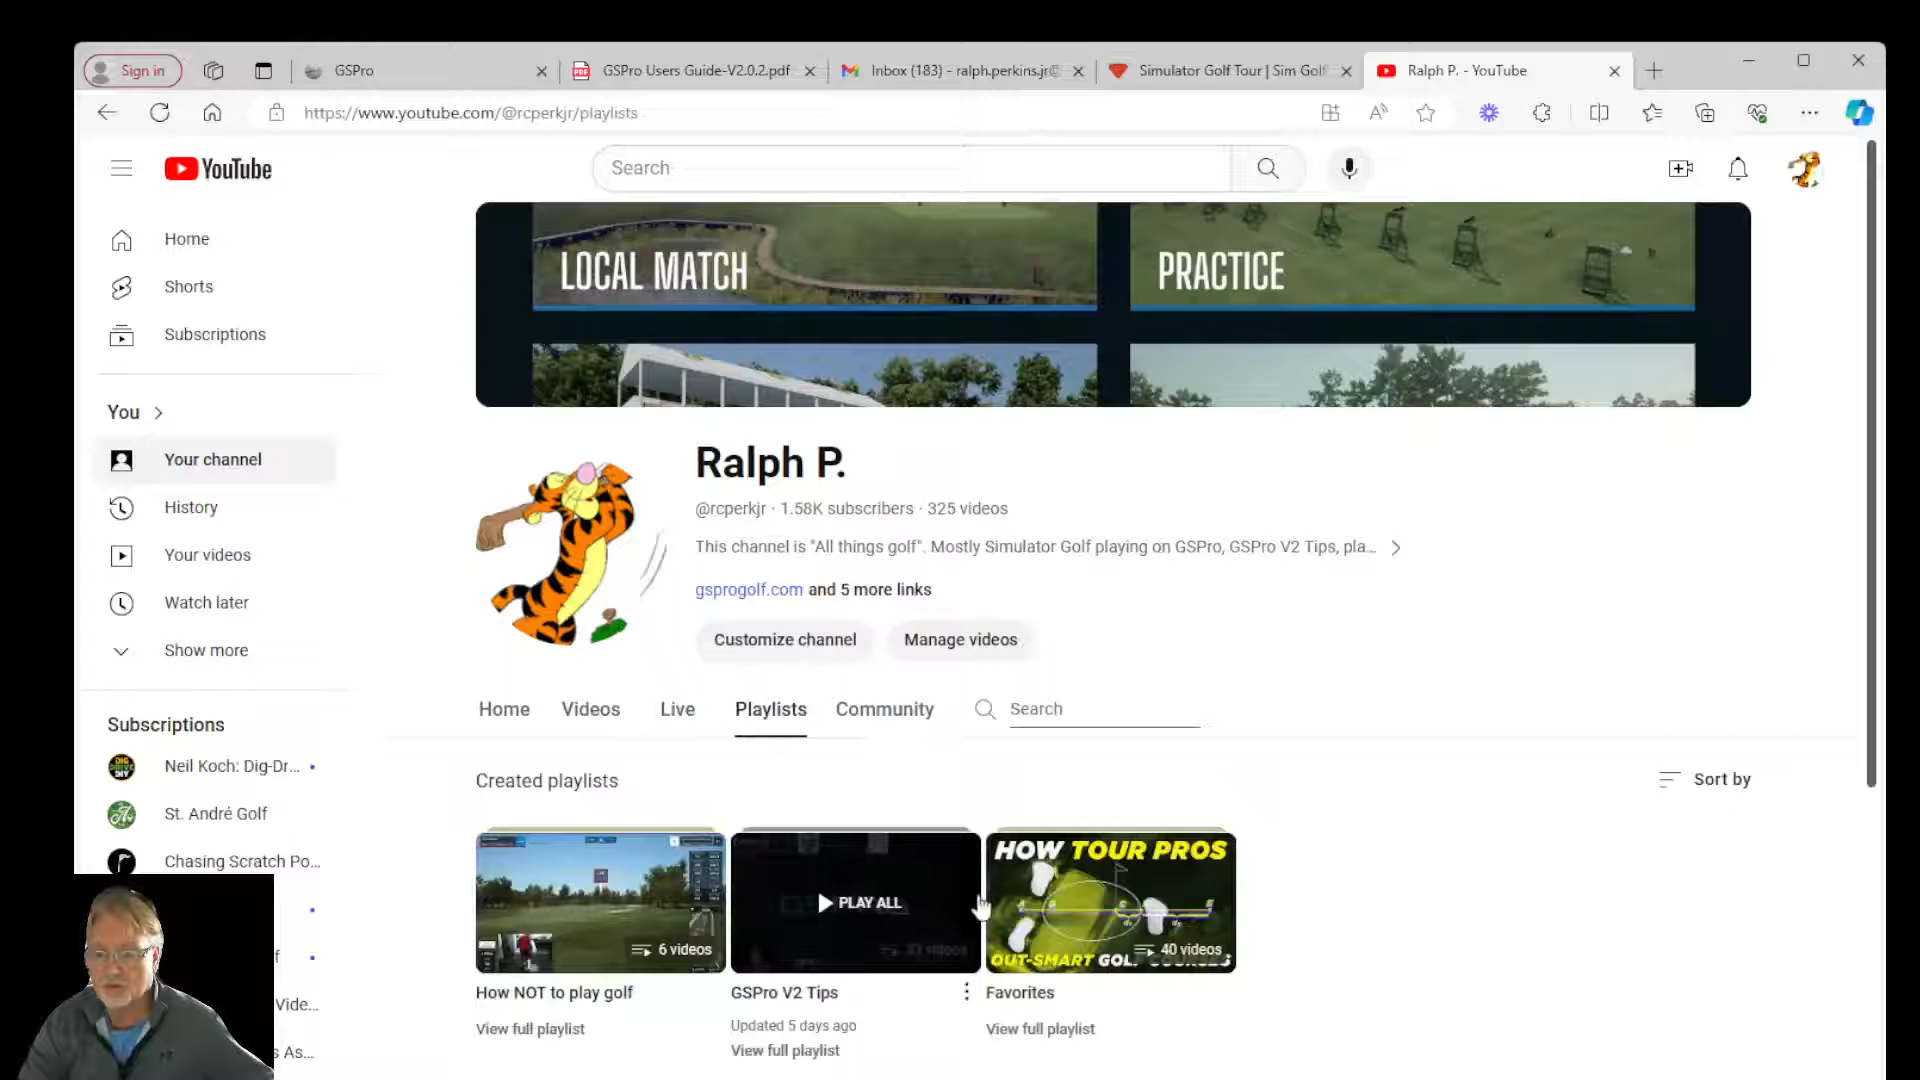 Sign in
GSPro
GSPro Users Guide-V2.0.2.pdf
Inbox (183) - ralph.perkins.jr@
Simulator Golf Tour | Sim Golf
Ralph P. - YouTube
https://www.youtube.com/@rcperkjr/playlists
YouTube
Search
Home
Shorts
Subscriptions
You
Your channel
History
Your videos
Watch later
Show more
Subscriptions
Neil Koch: Dig-Dr...
St. André Golf
Chasing Scratch Po...
f
Vide...
s As...
LOCAL MATCH
PRACTICE
Ralph P.
@rcperkjr · 1.58K subscribers · 325 videos
This channel is "All things golf". Mostly Simulator Golf playing on GSPro, GSPro V2 Tips, pla...
gsprogolf.com and 5 more links
Customize channel
Manage videos
Home
Videos
Live
Playlists
Community
Search
Created playlists
Sort by
6 videos
How NOT to play golf
View full playlist
PLAY ALL
GSPro V2 Tips
Updated 5 days ago
View full playlist
HOW TOUR PROS
40 videos
OUT-SMART GOLF COURSES
Favorites
View full playlist